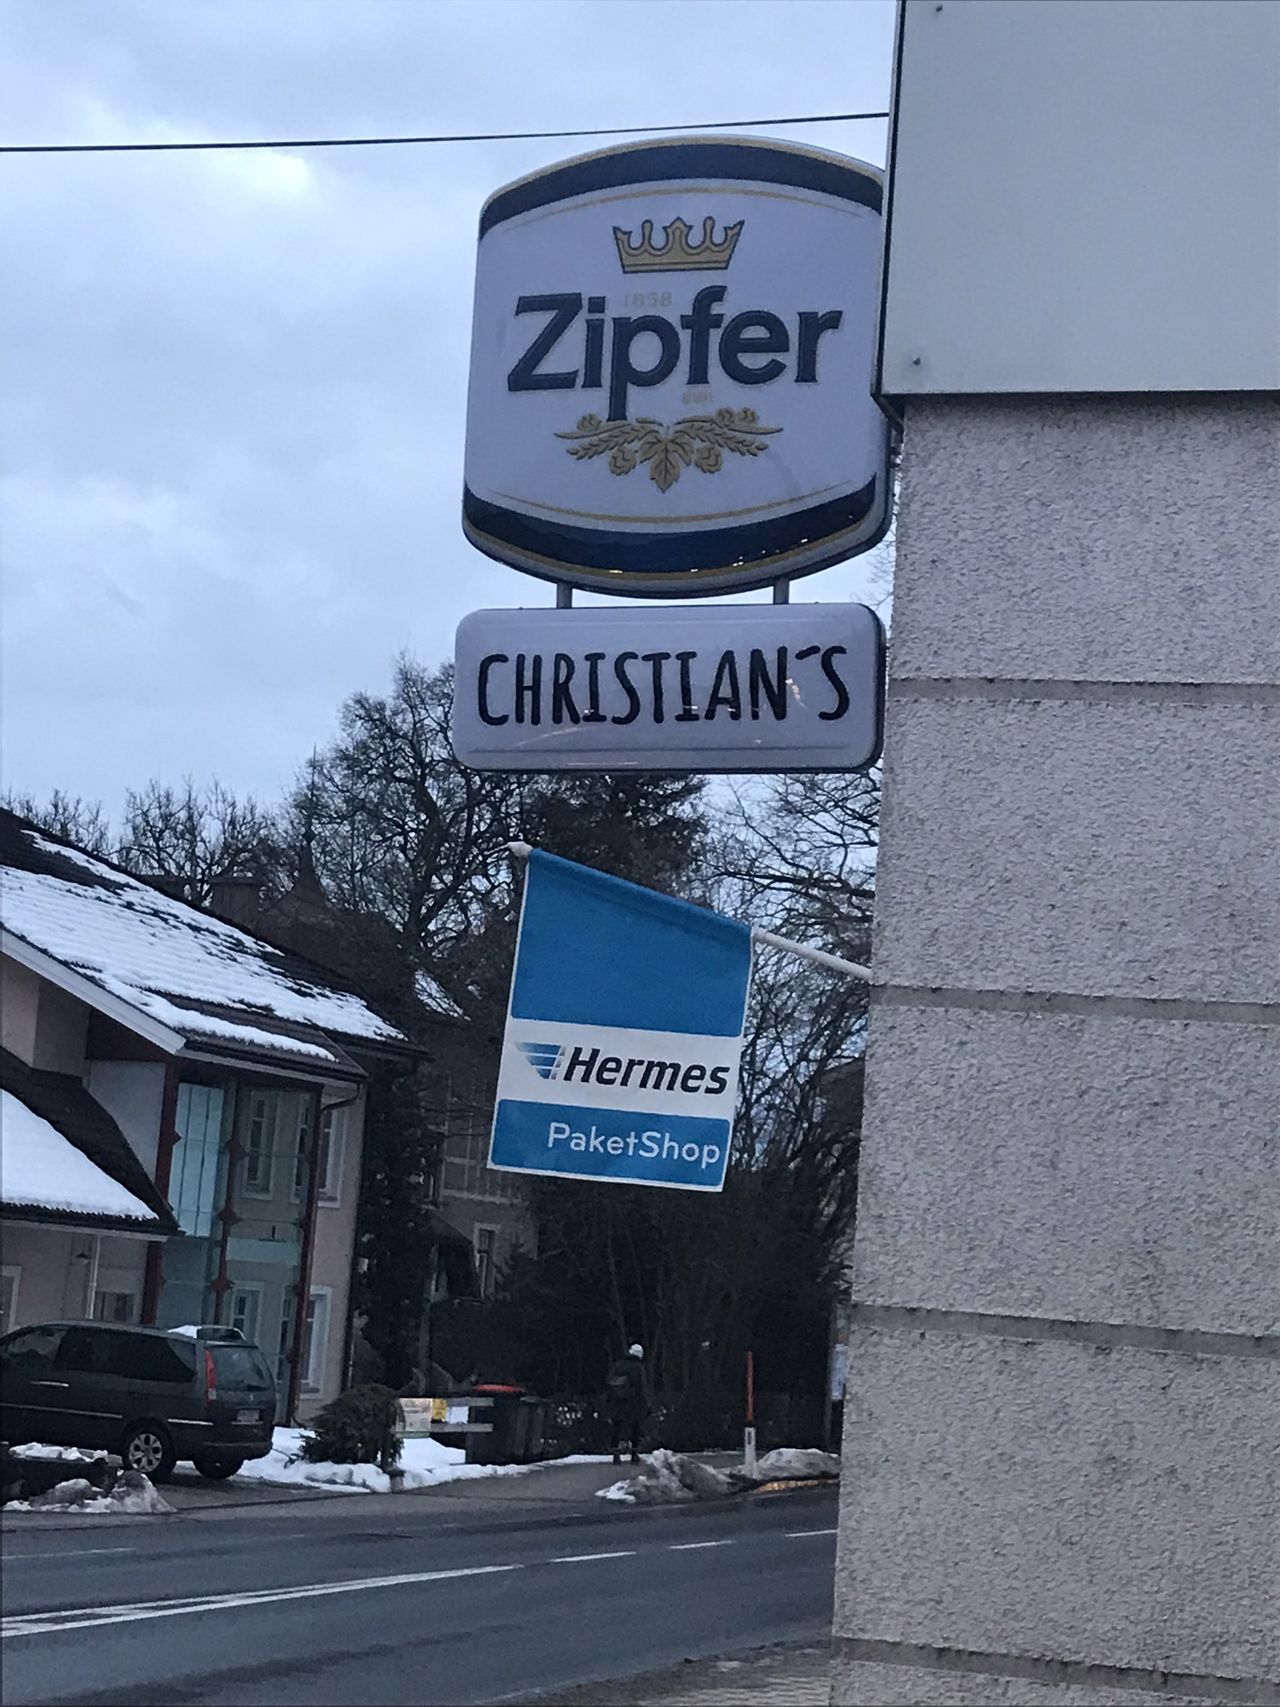 1858
Zipfer
CHRISTIAN´S
Hermes
PaketShop